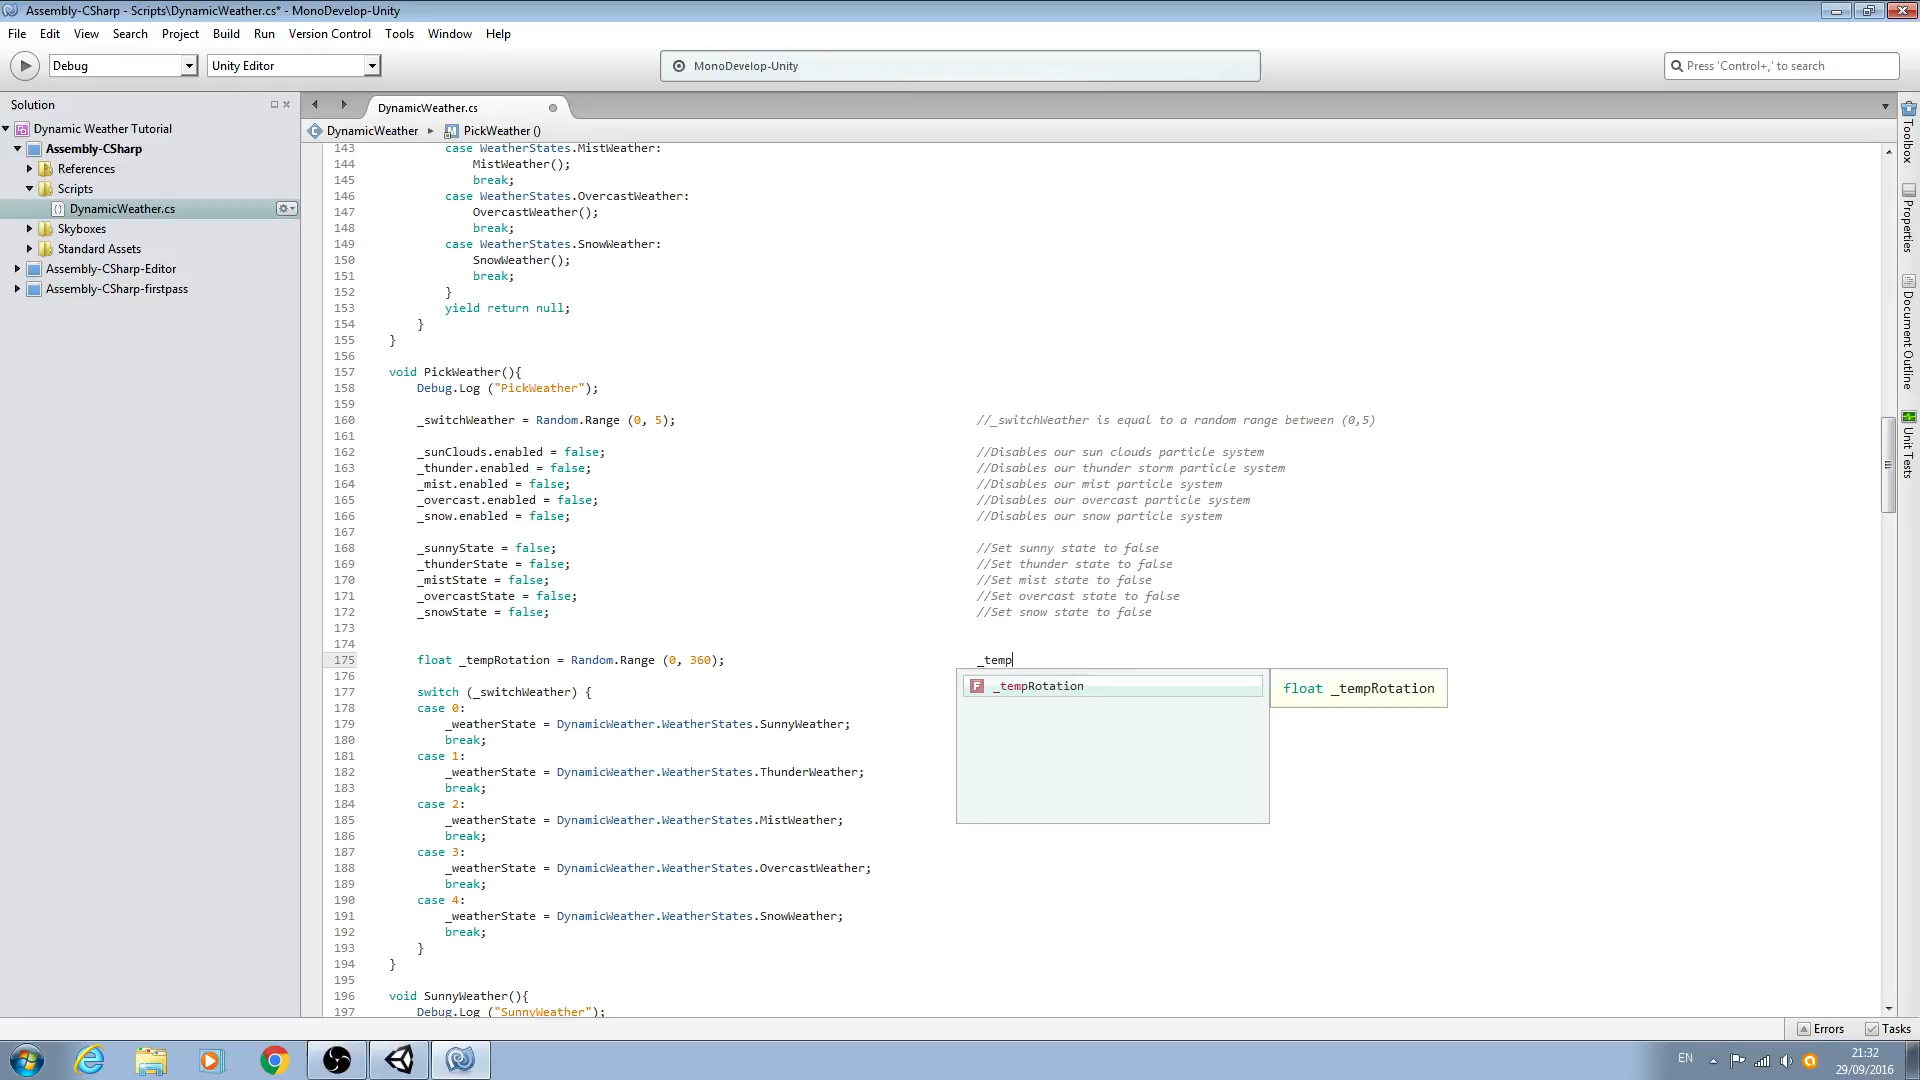 Assembly-CSharp - Scripts\DynamicWeather.cs* - MonoDevelop-Unity
File Edit View Search Project Build Run Version Control Tools Window Help
Debug Unity Editor MonoDevelop-Unity Press 'Control+,' to search
Solution
Dynamic Weather Tutorial
Assembly-CSharp
References
Scripts
DynamicWeather.cs
Skyboxes
Standard Assets
Assembly-CSharp-Editor
Assembly-CSharp-firstpass
DynamicWeather.cs
DynamicWeather PickWeather ()
143 case WeatherStates.MistWeather:
144 MistWeather();
145 break;
146 case WeatherStates.OvercastWeather:
147 OvercastWeather();
148 break;
149 case WeatherStates.SnowWeather:
150 SnowWeather();
151 break;
152 }
153 yield return null;
154 }
155 }
156
157 void PickWeather(){
158 Debug.Log ("PickWeather");
159
160 _switchWeather = Random.Range (0, 5); //_switchWeather is equal to a random range between (0,5)
161
162 _sunClouds.enabled = false; //Disables our sun clouds particle system
163 _thunder.enabled = false; //Disables our thunder storm particle system
164 _mist.enabled = false; //Disables our mist particle system
165 _overcast.enabled = false; //Disables our overcast particle system
166 _snow.enabled = false; //Disables our snow particle system
167
168 _sunnyState = false; //Set sunny state to false
169 _thunderState = false; //Set thunder state to false
170 _mistState = false; //Set mist state to false
171 _overcastState = false; //Set overcast state to false
172 _snowState = false; //Set snow state to false
173
174
175 float _tempRotation = Random.Range (0, 360); _temp
176
177 switch (_switchWeather) {
178 case 0:
179 _weatherState = DynamicWeather.WeatherStates.SunnyWeather;
180 break;
181 case 1:
182 _weatherState = DynamicWeather.WeatherStates.ThunderWeather;
183 break;
184 case 2:
185 _weatherState = DynamicWeather.WeatherStates.MistWeather;
186 break;
187 case 3:
188 _weatherState = DynamicWeather.WeatherStates.OvercastWeather;
189 break;
190 case 4:
191 _weatherState = DynamicWeather.WeatherStates.SnowWeather;
192 break;
193 }
194 }
195
196 void SunnyWeather(){
197 Debug.Log ("SunnyWeather");
F _tempRotation
float _tempRotation
Toolbox
Properties
Document Outline
Unit Tests
Errors Tasks
EN
21:32
29/09/2016